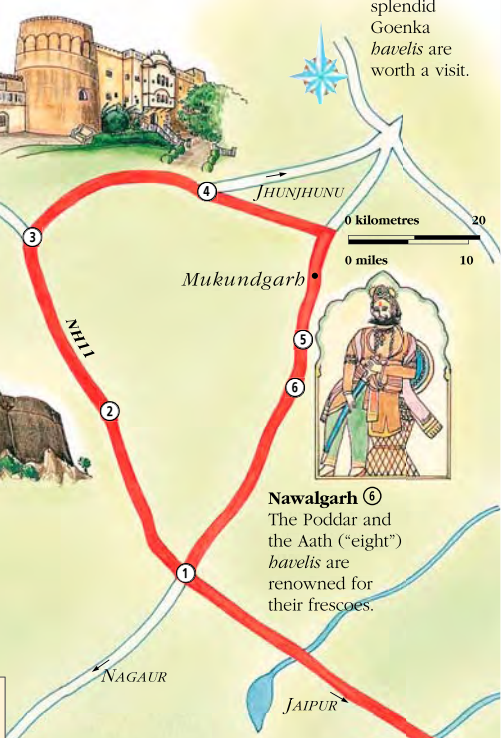 splendid
Goenka
havelis are
worth a visit.
4
JHUNJHUNU
3
0 kilometres 20
0 miles 10
Mukundgarh
NH11
5
6
2
Nawalgarh 6
The Poddar and
the Aath (“eight”)
havelis are
renowned for
their frescoes.
1
NAGAUR
JAIPUR